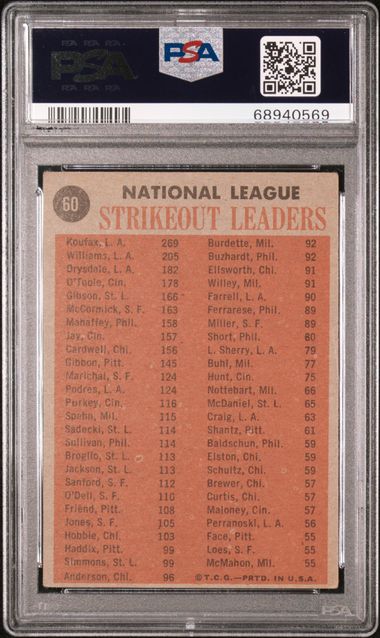 PSA
PSA
68940569
60
NATIONAL LEAGUE
STRIKEOUT LEADERS
Koufax, L. A. 269
Williams, L. A. 205
Drysdale, L. A. 182
O'Toole, Cin. 178
Gibson, St. L. 166
McCormick, S. F. 163
Mahaffey, Phil. 158
Jay, Cin. 157
Cardwell, Chi. 156
Gibbon, Pitt. 145
Marichal, S. F. 124
Podres, L. A. 124
Purkey, Cin. 116
Spahn, Mil. 115
Sadecki, St. L. 114
Sullivan, Phil. 114
Broglio, St. L. 113
Jackson, St. L. 113
Sanford, S. F. 112
O'Dell, S. F. 110
Friend, Pitt. 108
Jones, S. F. 105
Hobbie, Chi. 103
Haddix, Pitt. 99
Simmons, St. L. 99
Anderson, Chi. 96
Burdette, Mil. 92
Buzhardt, Phil. 92
Ellsworth, Chi. 91
Willey, Mil. 91
Farrell, L. A. 90
Ferrarese, Phil. 89
Miller, S. F. 89
Short, Phil. 80
L. Sherry, L. A. 79
Buhl, Mil. 77
Hunt, Cin. 75
Nottebart, Mil. 66
McDaniel, St. L. 65
Craig, L. A. 63
Shantz, Pitt. 61
Baldschun, Phil. 59
Elston, Chi. 59
Schultz, Chi. 59
Brewer, Chi. 57
Curtis, Chi. 57
Maloney, Cin. 57
Perranoski, L. A. 56
Face, Pitt. 55
Loes, S. F. 55
McMahon, Mil. 55
© T.C.G.—PRTD. IN U.S.A.